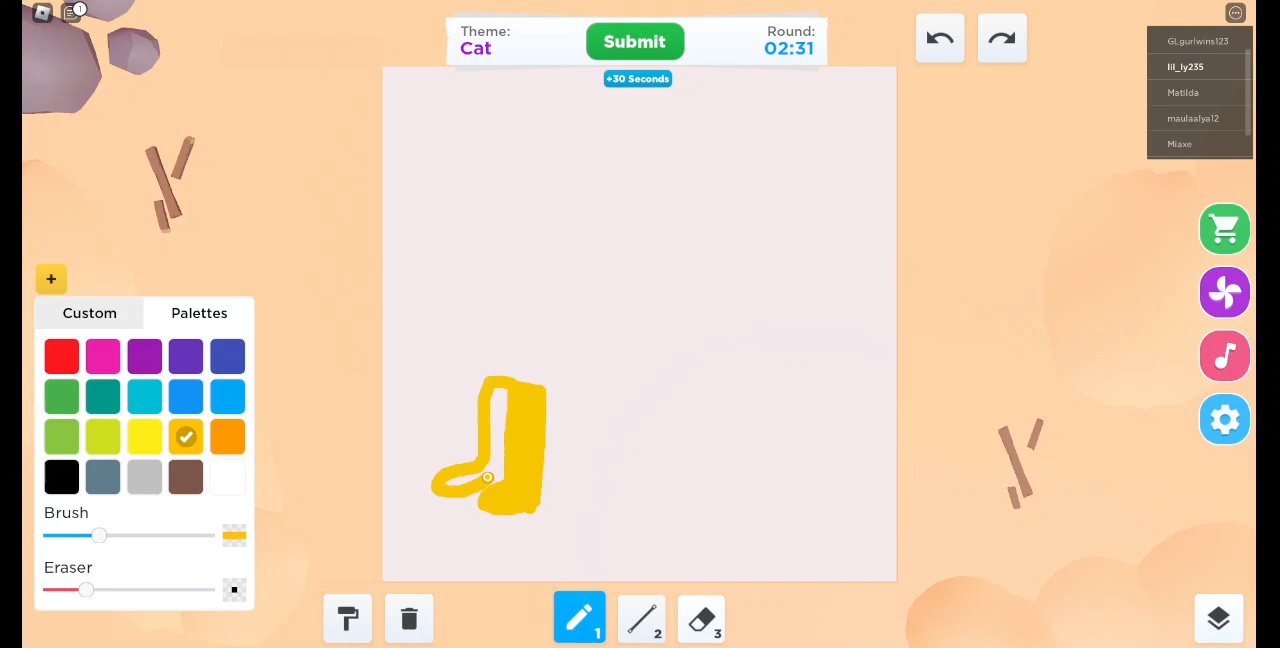 1
Theme:
Cat
Submit
Round:
02:31
+30 Seconds
GLgurlwins123
lil_ly235
Matilda
maulaalya12
Miaxe
+
Custom
Palettes
Brush
Eraser
1
2
3